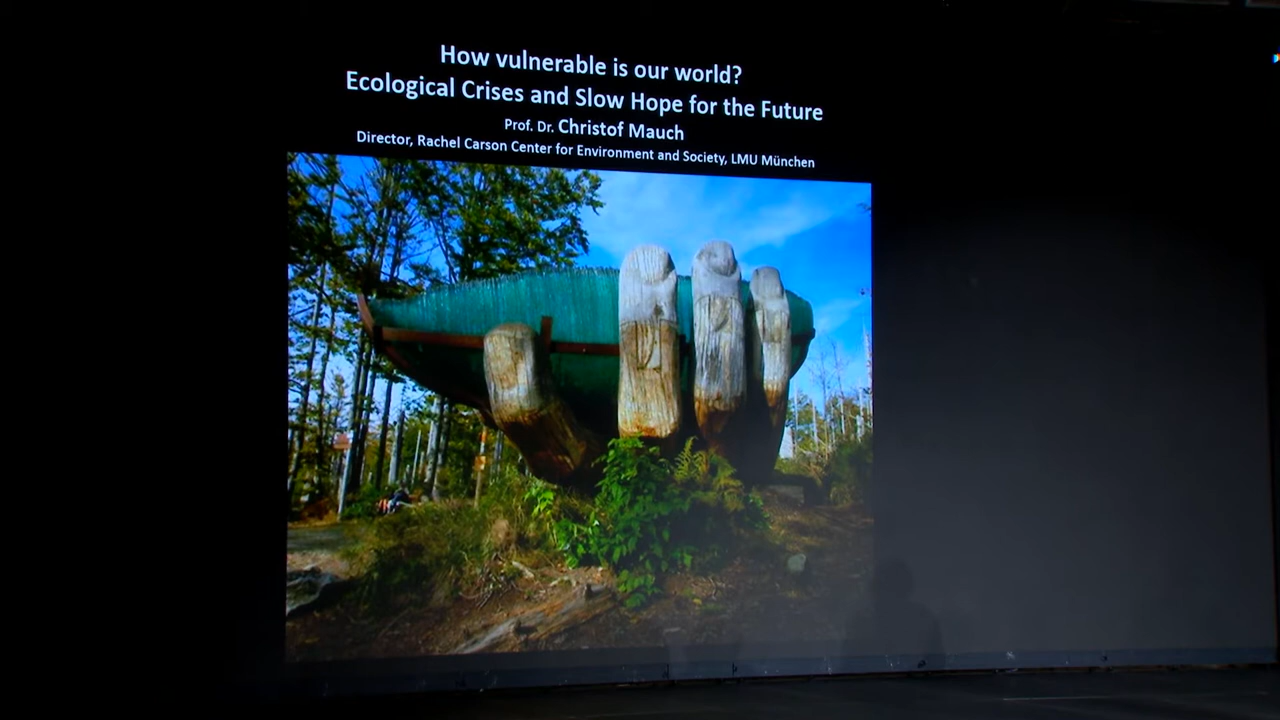 How vulnerable is our world?
Ecological Crises and Slow Hope for the Future
Prof. Dr. Christof Mauch
Director, Rachel Carson Center for Environment and Society, LMU München